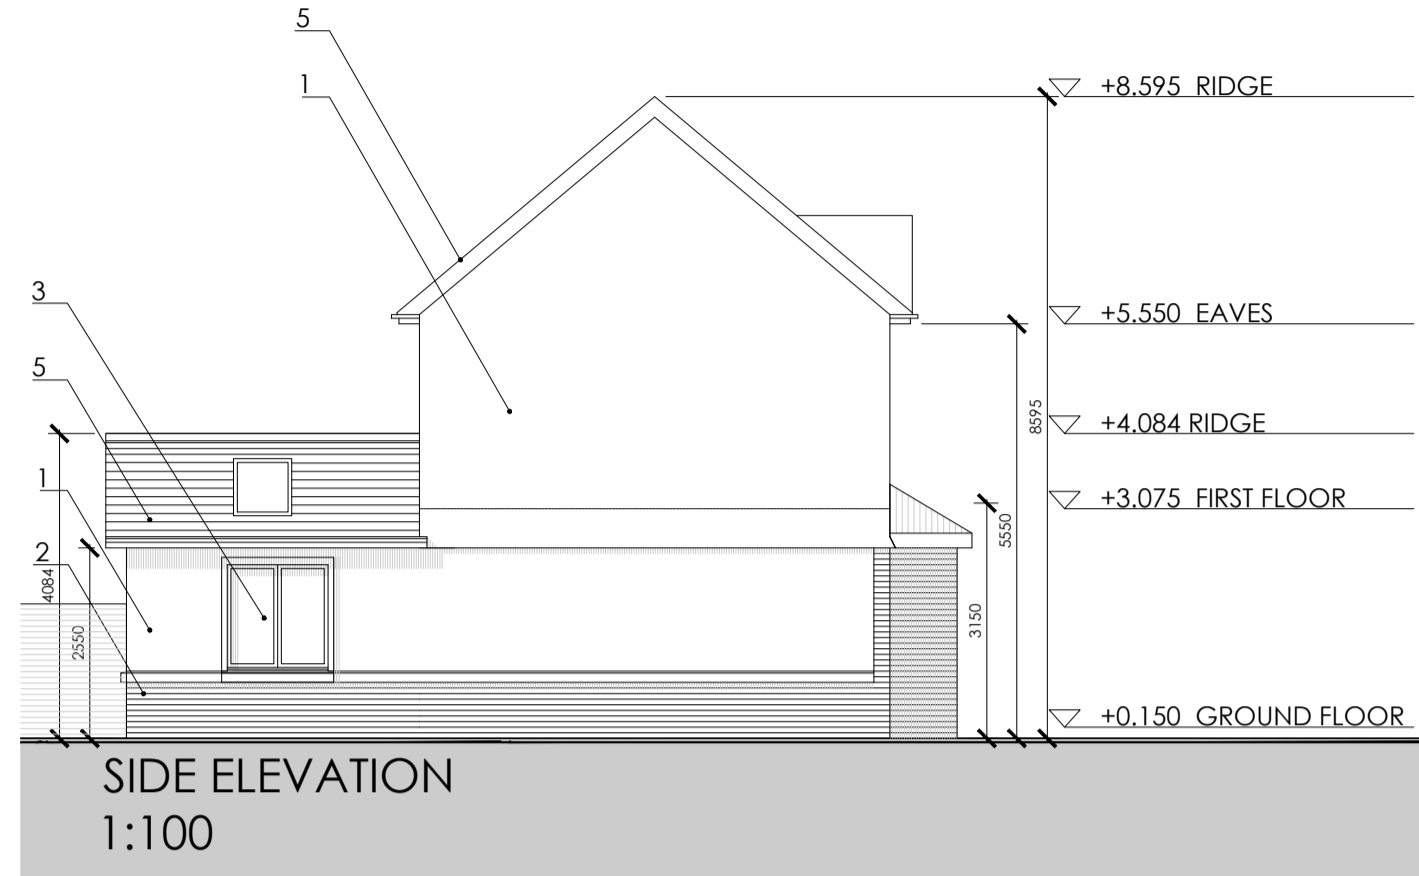 5
1
+8.595 RIDGE
3
+5.550 EAVES
5
+4.084 RIDGE
8595
1
+3.075 FIRST FLOOR
5550
2
4084
2550
3150
+0.150 GROUND FLOOR
SIDE ELEVATION
1:100